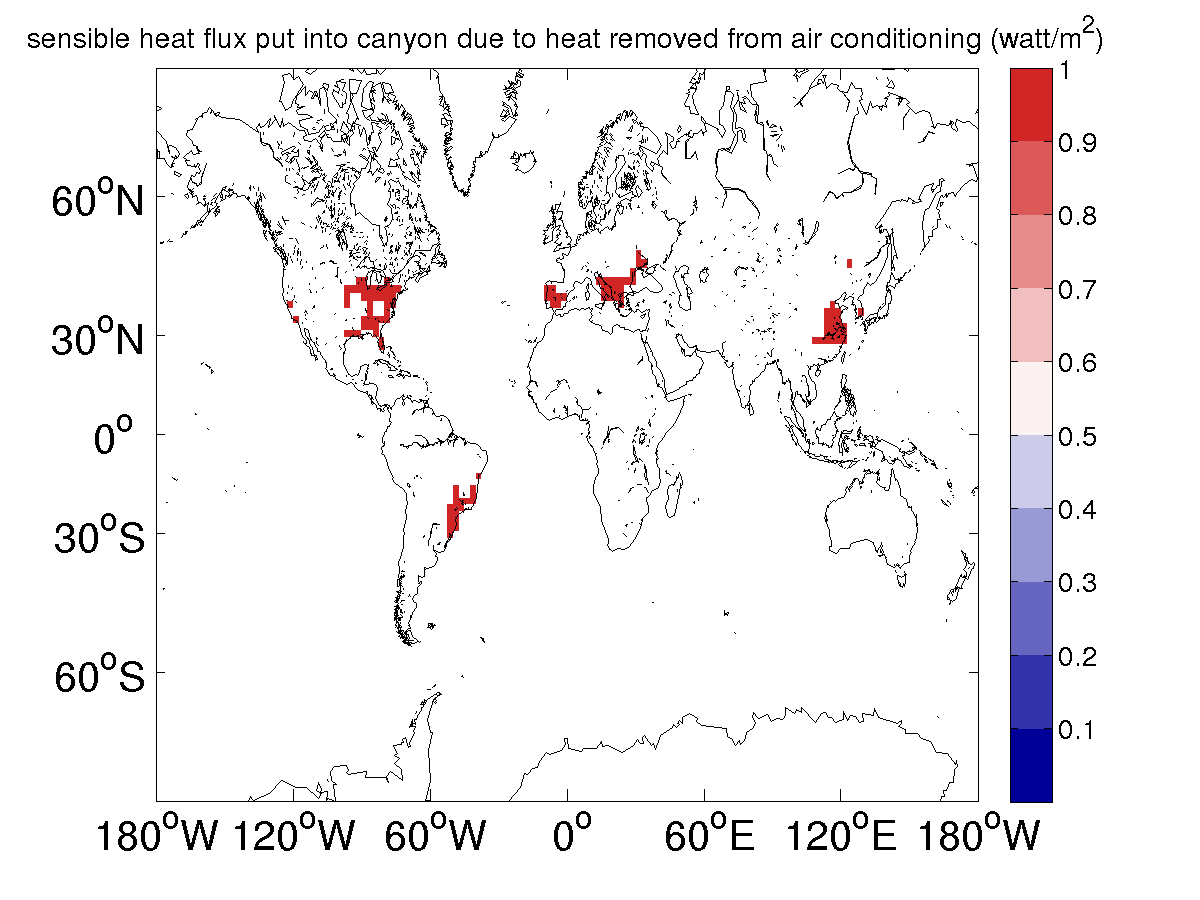 sensible heat flux put into canyon due to heat removed from air conditioning (watt/m2)
1
0.9
0.8
0.7
0.6
0.5
0.4
0.3
0.2
0.1
60oN
30oN
0o
30oS
60oS
180oW 120oW 60oW 0o 60oE 120oE 180oW